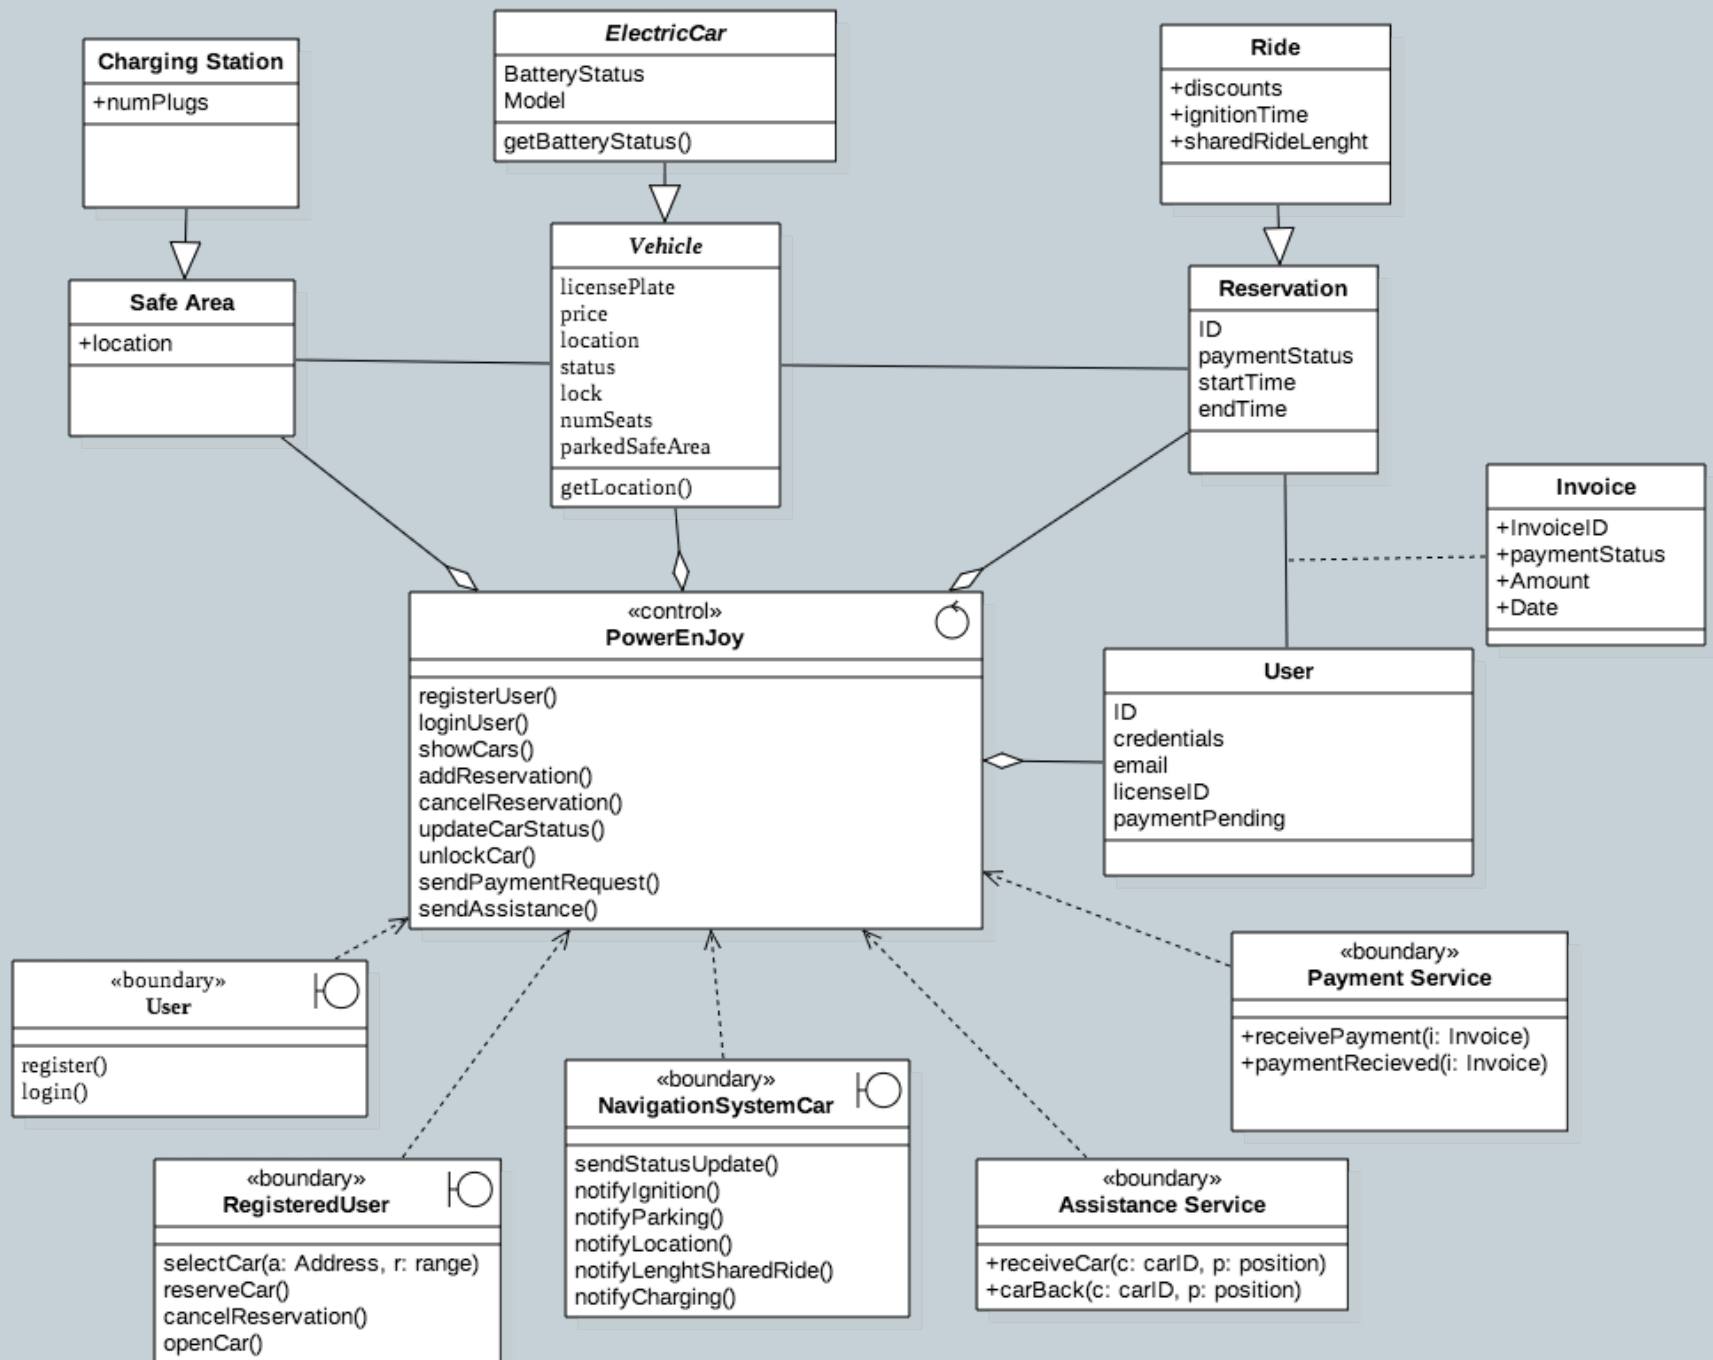 Charging Station
+numPlugs
ElectricCar
BatteryStatus
Model
getBatteryStatus()
Ride
+discounts
+ignitionTime
+sharedRideLenght
Safe Area
+location
Vehicle
licensePlate
price
location
status
lock
numSeats
parkedSafeArea
getLocation()
Reservation
ID
paymentStatus
startTime
endTime
Invoice
+InvoiceID
+paymentStatus
+Amount
+Date
«control»
PowerEnJoy
registerUser()
loginUser()
showCars()
addReservation()
cancelReservation()
updateCarStatus()
unlockCar()
sendPaymentRequest()
sendAssistance()
User
ID
credentials
email
licenseID
paymentPending
«boundary»
User
register()
login()
«boundary»
RegisteredUser
selectCar(a: Address, r: range)
reserveCar()
cancelReservation()
openCar()
«boundary»
NavigationSystemCar
sendStatusUpdate()
notifyIgnition()
notifyParking()
notifyLocation()
notifyLenghtSharedRide()
notifyCharging()
«boundary»
Assistance Service
+receiveCar(c: carID, p: position)
+carBack(c: carID, p: position)
«boundary»
Payment Service
+receivePayment(i: Invoice)
+paymentRecieved(i: Invoice)